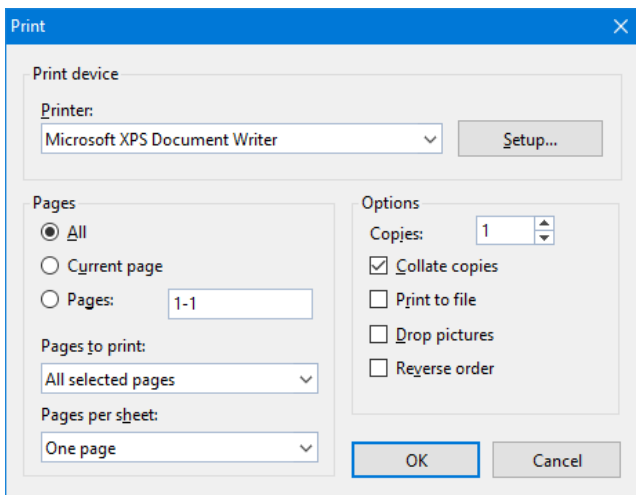 Print
Print device
Printer:
Microsoft XPS Document Writer
Setup...
Pages
All
Current page
Pages: 1-1
Pages to print:
All selected pages
Pages per sheet:
One page
Options
Copies: 1
Collate copies
Print to file
Drop pictures
Reverse order
OK
Cancel